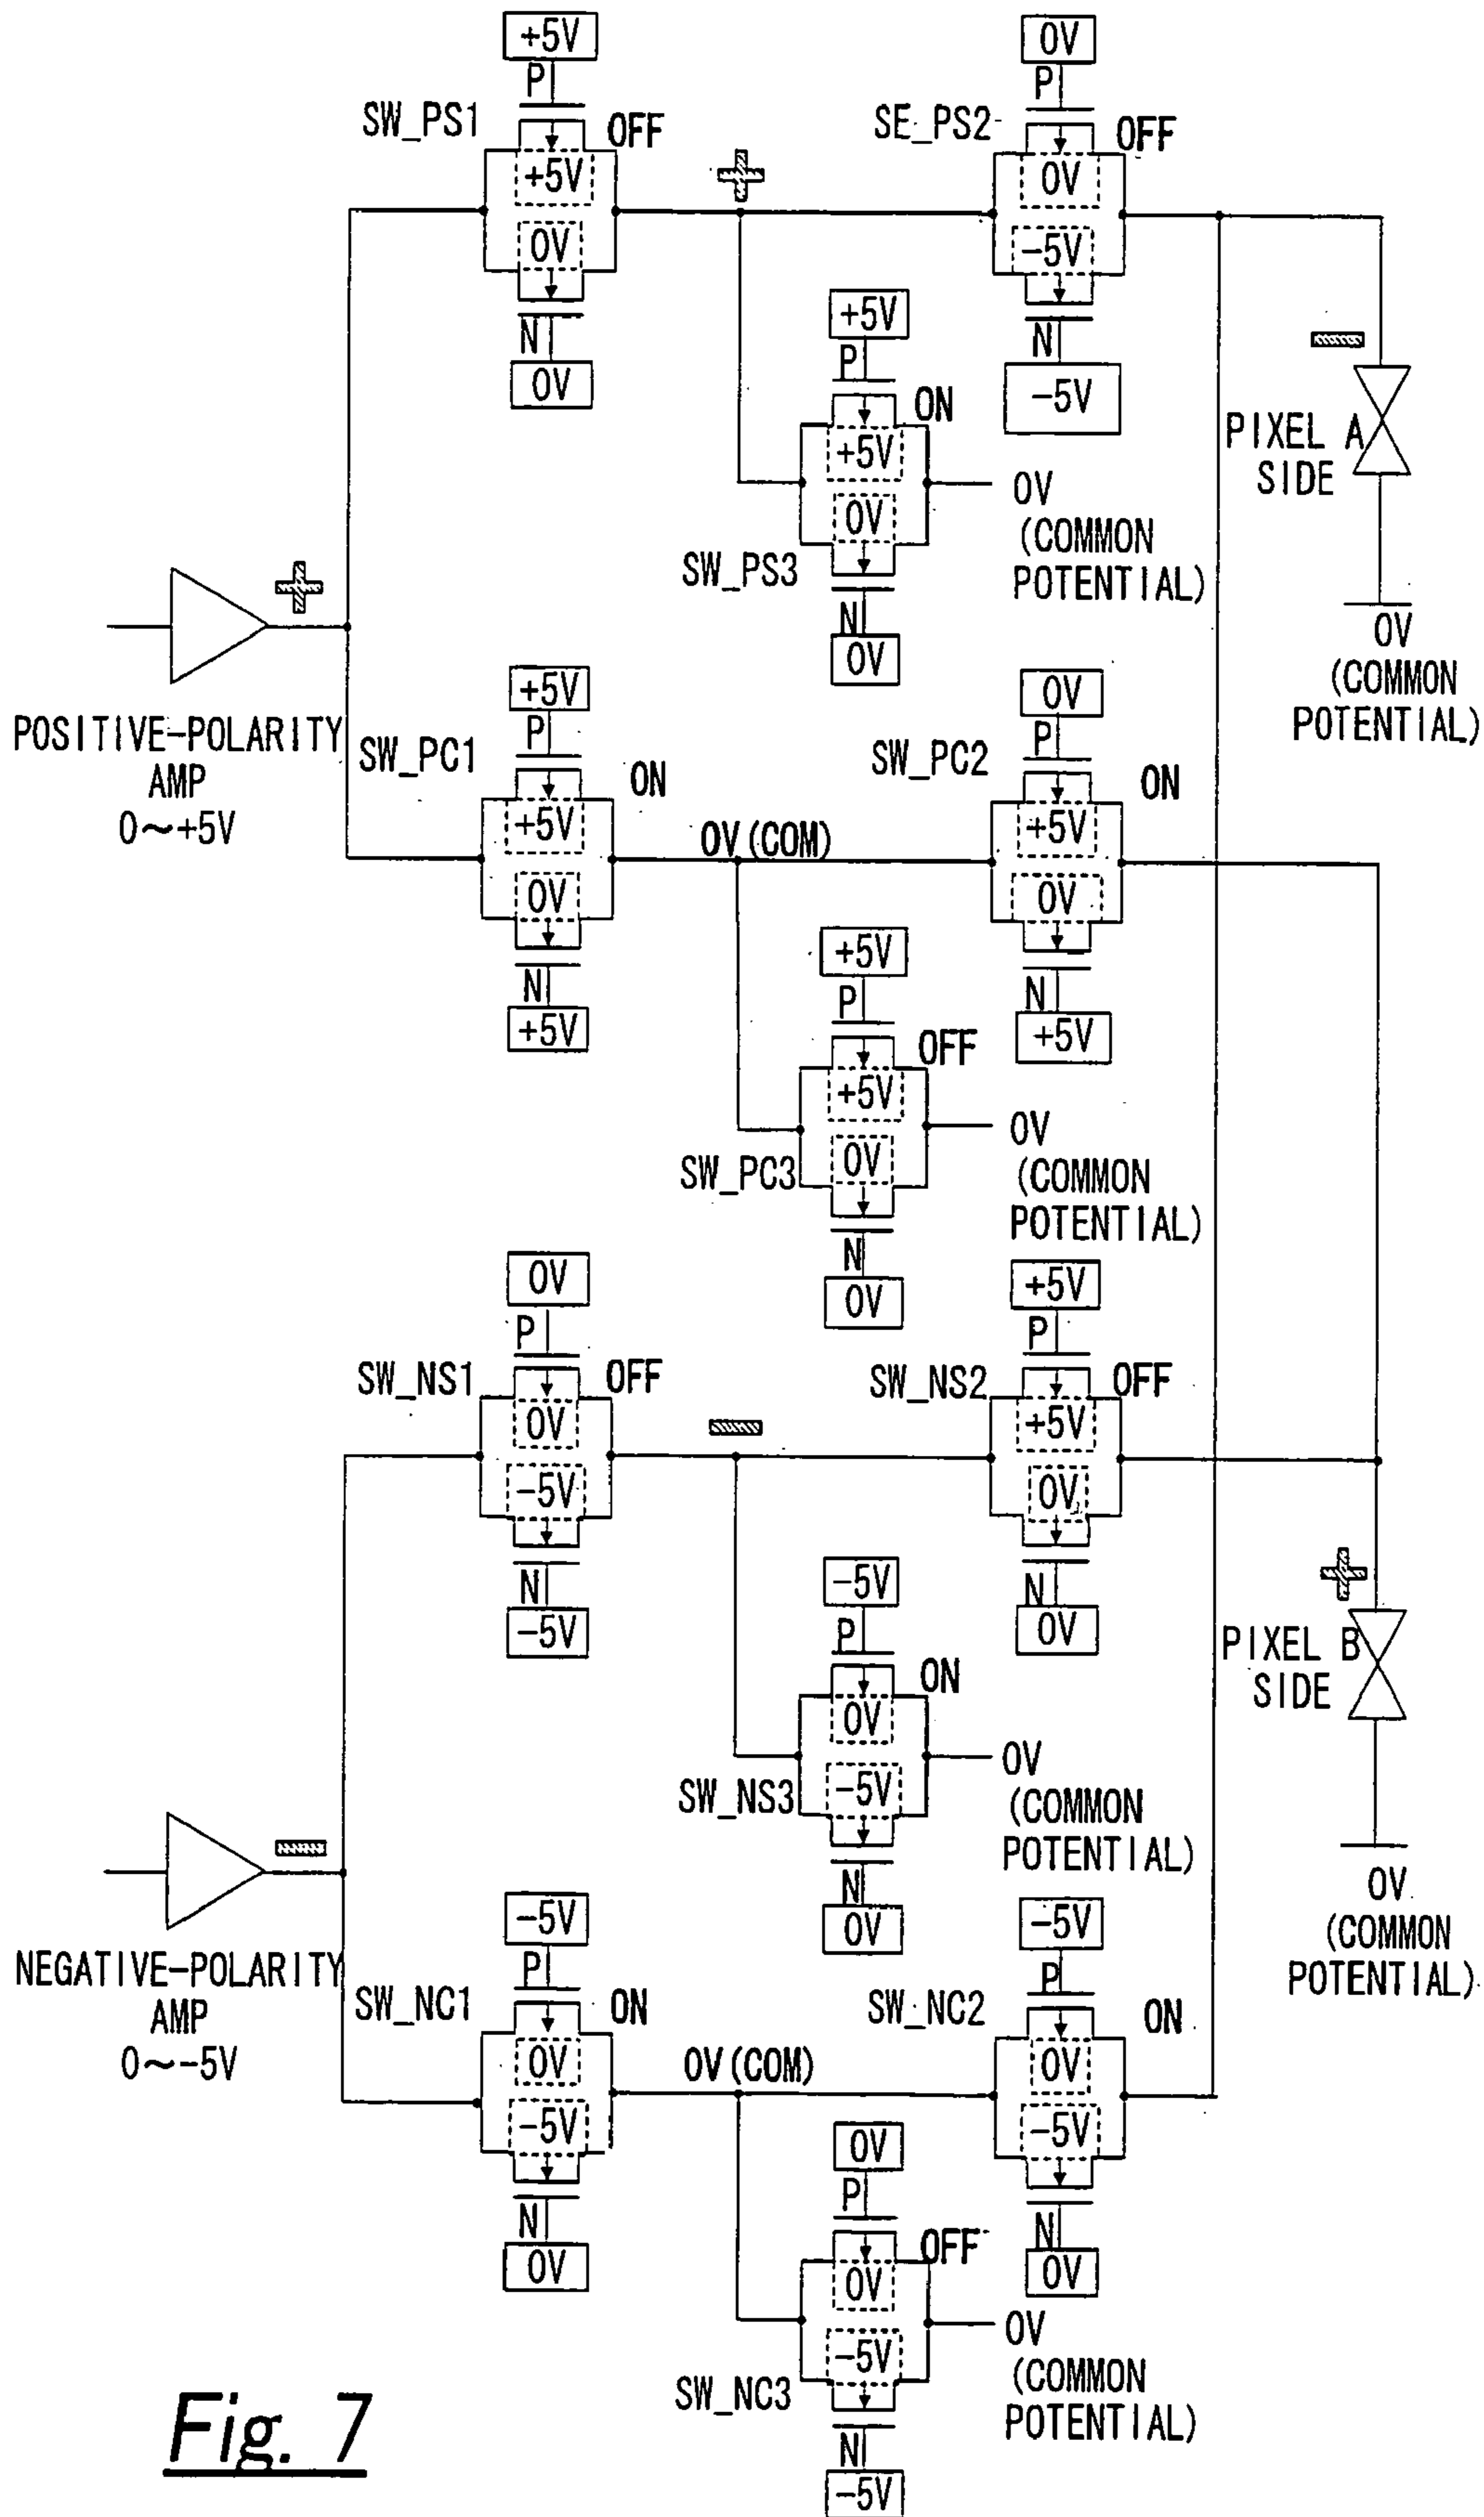 +5V
P
SW_PS1
OFF
+5V
0V
N
0V
0V
P
SE_PS2
OFF
0V
-5V
N
-5V
+5V
P
ON
+5V
0V
SW_PS3
N
0V
0V
(COMMON
POTENTIAL)
PIXEL A
SIDE
0V
(COMMON
POTENTIAL)
POSITIVE-POLARITY
AMP
0~+5V
+5V
P
SW_PC1
ON
+5V
0V
N
+5V
0V(COM)
0V
P
SW_PC2
ON
+5V
0V
N
+5V
+5V
P
OFF
+5V
0V
SW_PC3
N
0V
0V
(COMMON
POTENTIAL)
0V
P
SW_NS1
OFF
0V
-5V
N
-5V
+5V
P
SW_NS2
OFF
+5V
0V
N
0V
-5V
P
ON
0V
-5V
SW_NS3
N
0V
0V
(COMMON
POTENTIAL)
PIXEL B
SIDE
0V
(COMMON
POTENTIAL)
NEGATIVE-POLARITY
AMP
0~-5V
-5V
P
SW_NC1
ON
0V
-5V
N
0V
0V(COM)
-5V
P
SW_NC2
ON
0V
-5V
N
0V
0V
P
OFF
0V
-5V
SW_NC3
N
-5V
0V
(COMMON
POTENTIAL)
Fig. 7